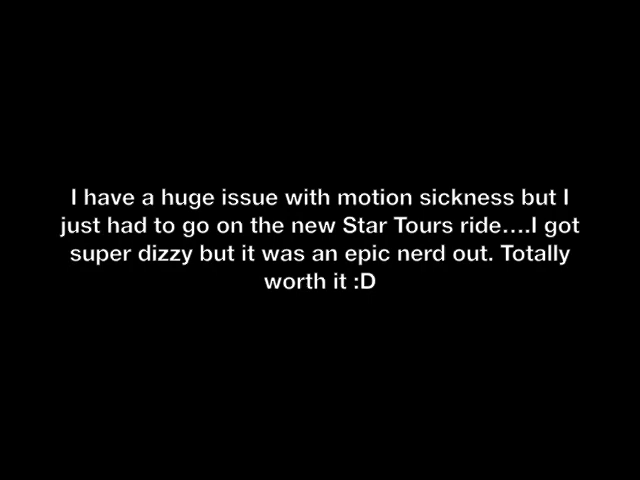 I have a huge issue with motion sickness but I
just had to go on the new Star Tours ride....I got
super dizzy but it was an epic nerd out. Totally
worth it :D